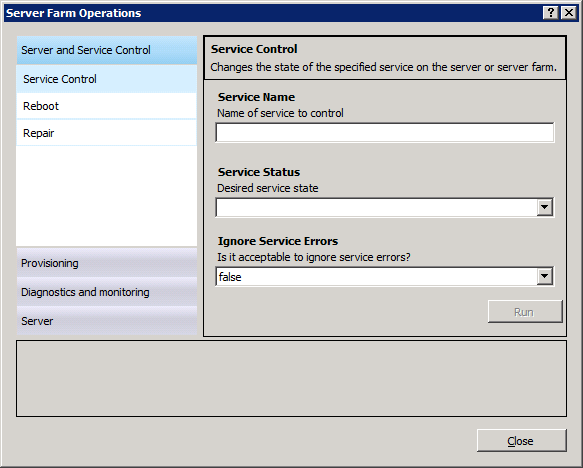 Server Farm Operations
Server and Service Control
Service Control
Reboot
Repair
Provisioning
Diagnostics and monitoring
Server
Service Control
Changes the state of the specified service on the server or server farm.
Service Name
Name of service to control
Service Status
Desired service state
Ignore Service Errors
Is it acceptable to ignore service errors?
false
Run
Close